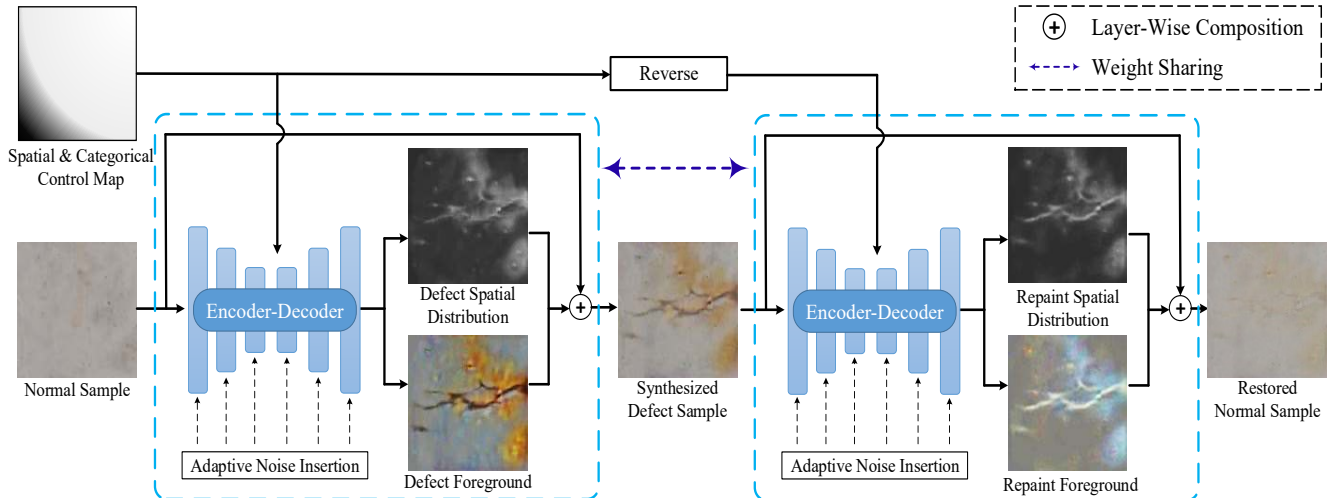 Layer-Wise Composition
Weight Sharing
Reverse
Spatial & Categorical
Control Map
Normal Sample
Encoder-Decoder
Adaptive Noise Insertion
Defect Spatial
Distribution
Defect Foreground
Synthesized
Defect Sample
Encoder-Decoder
Adaptive Noise Insertion
Repaint Spatial
Distribution
Repaint Foreground
Restored
Normal Sample